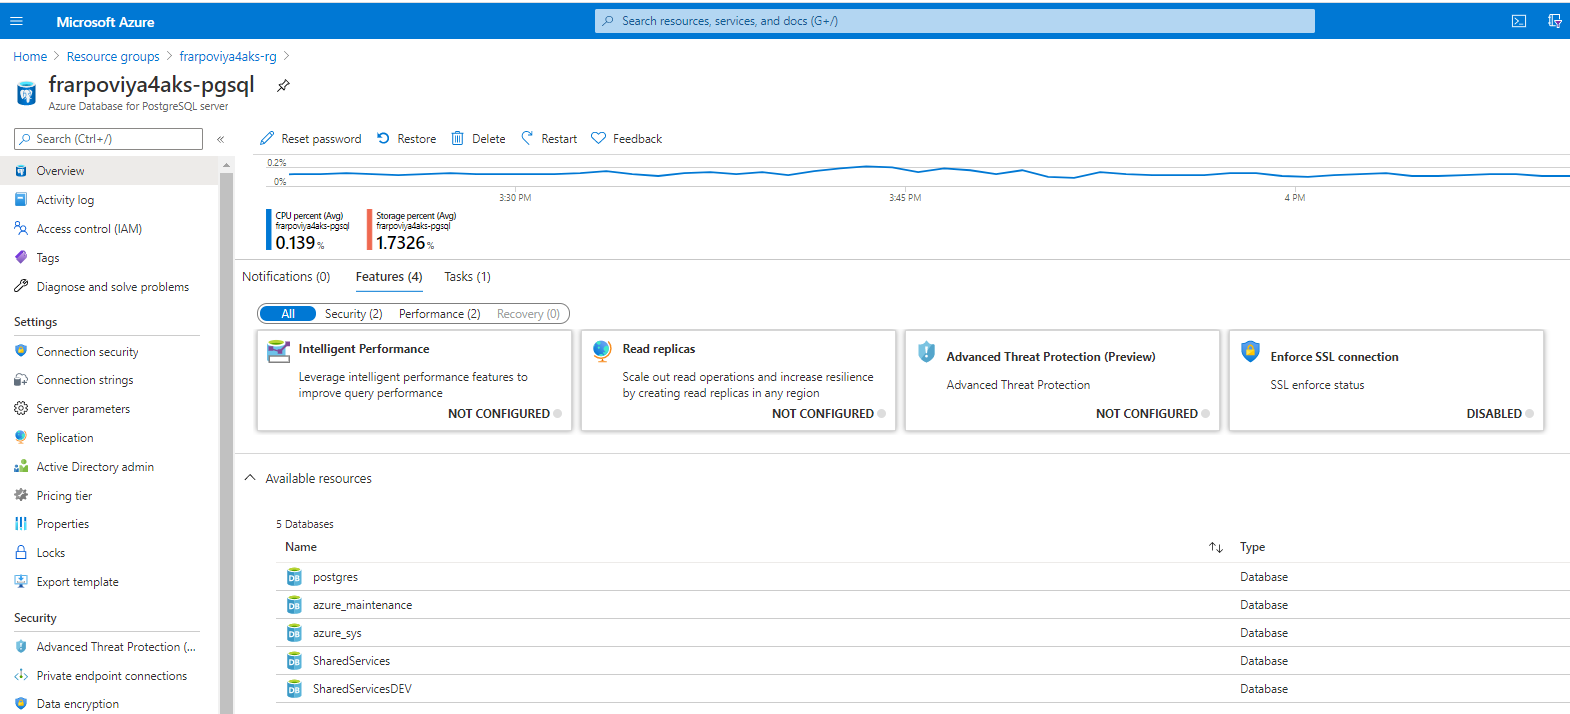 Microsoft Azure
Search resources, services, and docs (G+/)
Home > Resource groups > frarpoviya4aks-rg >
frarpoviya4aks-pgsql
Azure Database for PostgreSQL server
Search (Ctrl+/)
«
Overview
Activity log
Access control (IAM)
Tags
Diagnose and solve problems
Settings
Connection security
Connection strings
Server parameters
Replication
Active Directory admin
Pricing tier
Properties
Locks
Export template
Security
Advanced Threat Protection (...
Private endpoint connections
Data encryption
Reset password Restore Delete Restart Feedback
0.2%
0%
3:30 PM 3:45 PM 4 PM
CPU percent (Avg)
frarpoviya4aks-pgsql
0.139 %
Storage percent (Avg)
frarpoviya4aks-pgsql
1.7326 %
Notifications (0) Features (4) Tasks (1)
All Security (2) Performance (2) Recovery (0)
Intelligent Performance
Leverage intelligent performance features to
improve query performance
NOT CONFIGURED
Read replicas
Scale out read operations and increase resilience
by creating read replicas in any region
NOT CONFIGURED
Advanced Threat Protection (Preview)
Advanced Threat Protection
NOT CONFIGURED
Enforce SSL connection
SSL enforce status
DISABLED
Available resources
5 Databases
Name Type
DB postgres Database
DB azure_maintenance Database
DB azure_sys Database
DB SharedServices Database
DB SharedServicesDEV Database